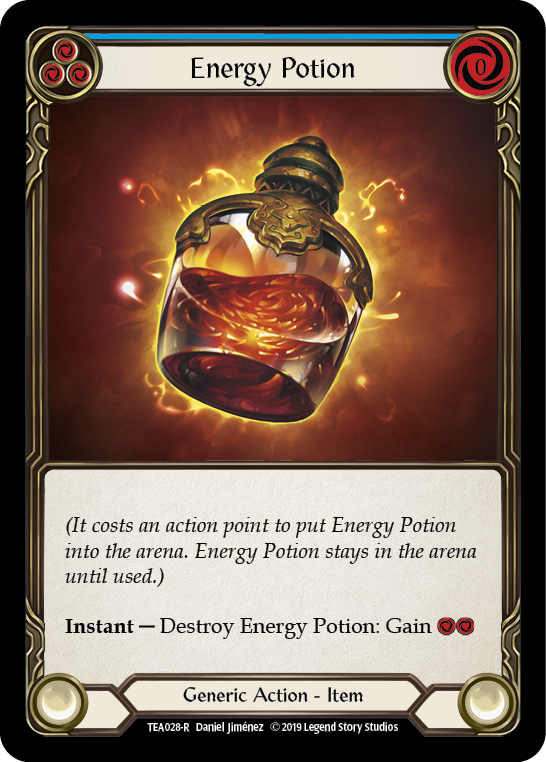 Energy Potion
0
(It costs an action point to put Energy Potion
into the arena. Energy Potion stays in the arena
until used.)
Instant — Destroy Energy Potion: Gain
Generic Action - Item
TEA028-R Daniel Jiménez © 2019 Legend Story Studios